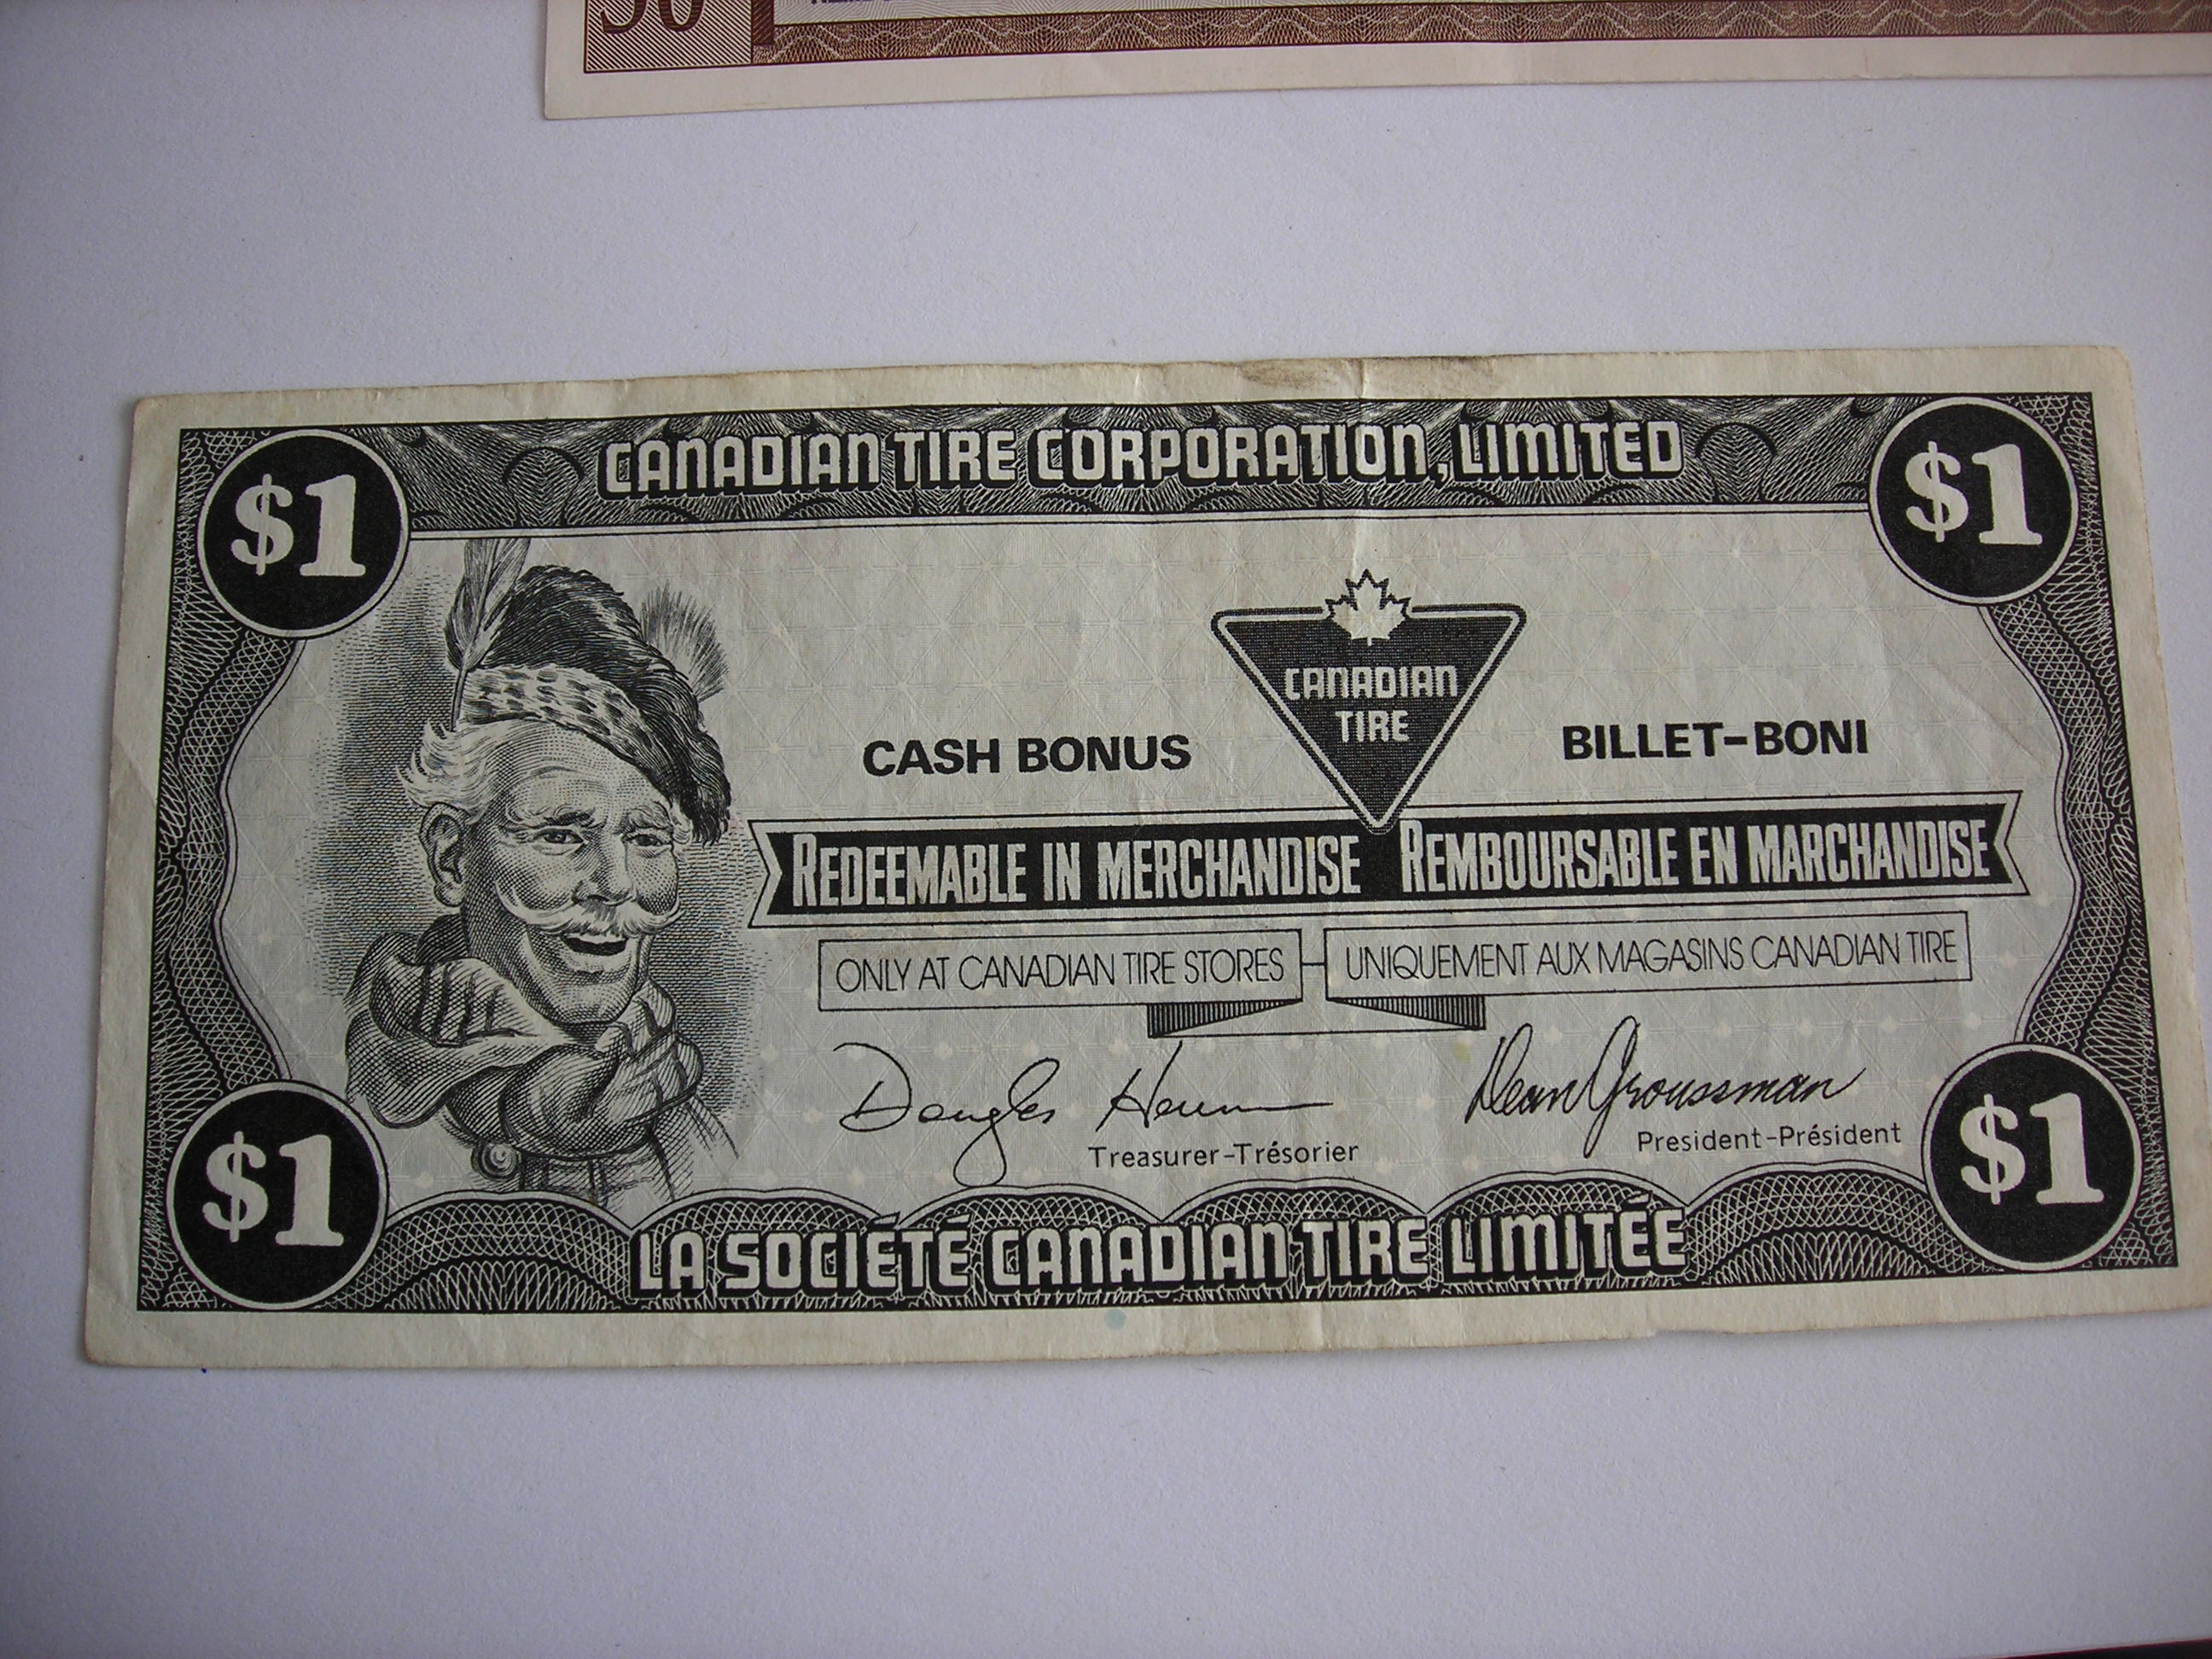 50
CANADIAN TIRE CORPORATION, LIMITED
$1
$1
CANADIAN
TIRE
CASH BONUS
BILLET-BONI
REDEEMABLE IN MERCHANDISE REMBOURSABLE EN MARCHANDISE
ONLY AT CANADIAN TIRE STORES
UNIQUEMENT AUX MAGASINS CANADIAN TIRE
Douglas
Dean Groussman
Treasurer-Trésorier
President-Président
$1
$1
LA SOCIÉTÉ CANADIAN TIRE LIMITÉE